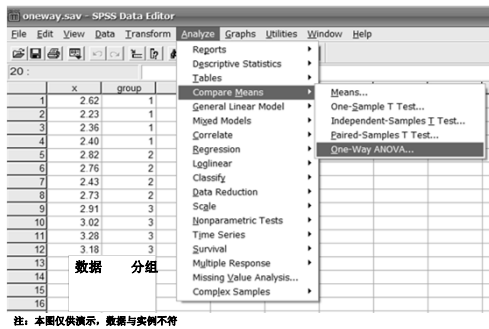 oneway.sav - SPSS Data Editor
File Edit View Data Transform Analyze Graphs Utilities Window Help
20 :
x group
1 2.62 1
2 2.23 1
3 2.36 1
4 2.40 1
5 2.82 2
6 2.76 2
7 2.43 2
8 2.73 2
9 2.91 3
10 3.02 3
11 3.28 3
12 3.18 3
13
14
15
16
数据 分组
Reports
Descriptive Statistics
Tables
Compare Means
General Linear Model
Mixed Models
Correlate
Regression
Loglinear
Classify
Data Reduction
Scale
Nonparametric Tests
Time Series
Survival
Multiple Response
Missing Value Analysis...
Complex Samples
Means...
One-Sample T Test...
Independent-Samples T Test...
Paired-Samples T Test...
One-Way ANOVA...
注：本图仅供演示，数据与实例不符